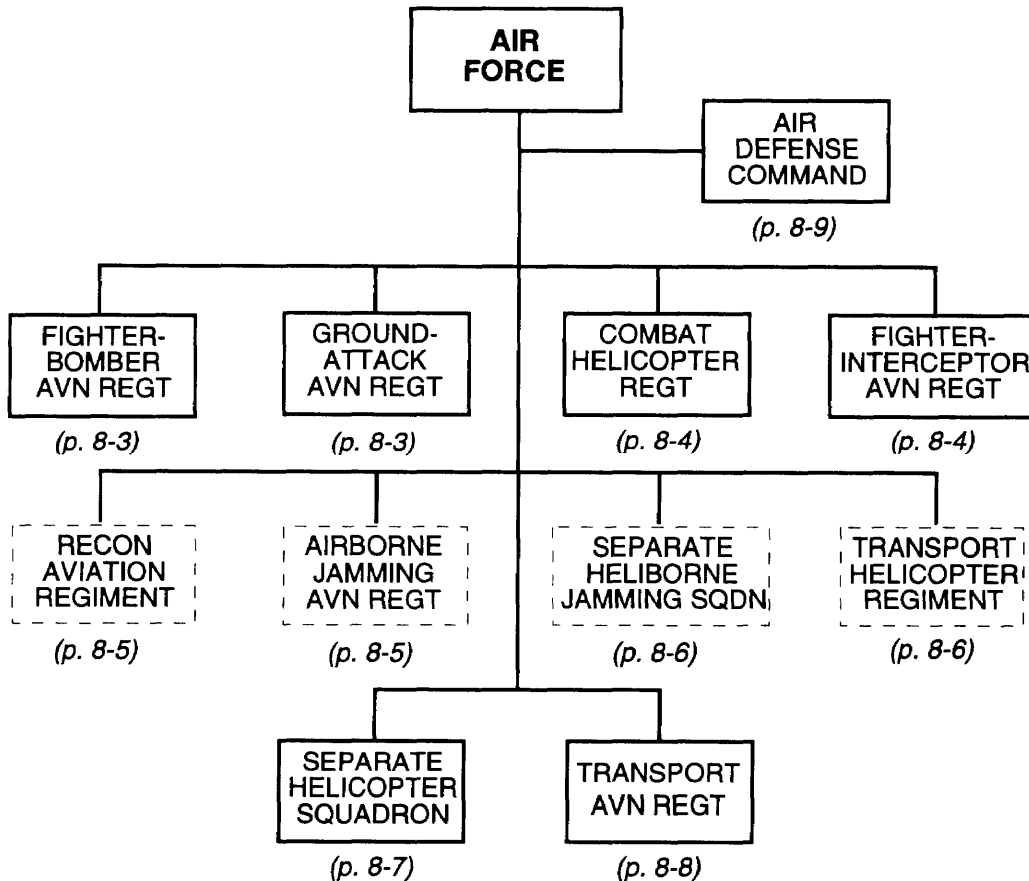 AIR
FORCE
AIR
DEFENSE
COMMAND
(p. 8-9)
FIGHTER-
BOMBER
AVN REGT
(p. 8-3)
GROUND-
ATTACK
AVN REGT
(p. 8-3)
COMBAT
HELICOPTER
REGT
(p. 8-4)
FIGHTER-
INTERCEPTOR
AVN REGT
(p. 8-4)
RECON
AVIATION
REGIMENT
(p. 8-5)
AIRBORNE
JAMMING
AVN REGT
(p. 8-5)
SEPARATE
HELIBORNE
JAMMING SQDN
(p. 8-6)
TRANSPORT
HELICOPTER
REGIMENT
(p. 8-6)
SEPARATE
HELICOPTER
SQUADRON
(p. 8-7)
TRANSPORT
AVN REGT
(p. 8-8)